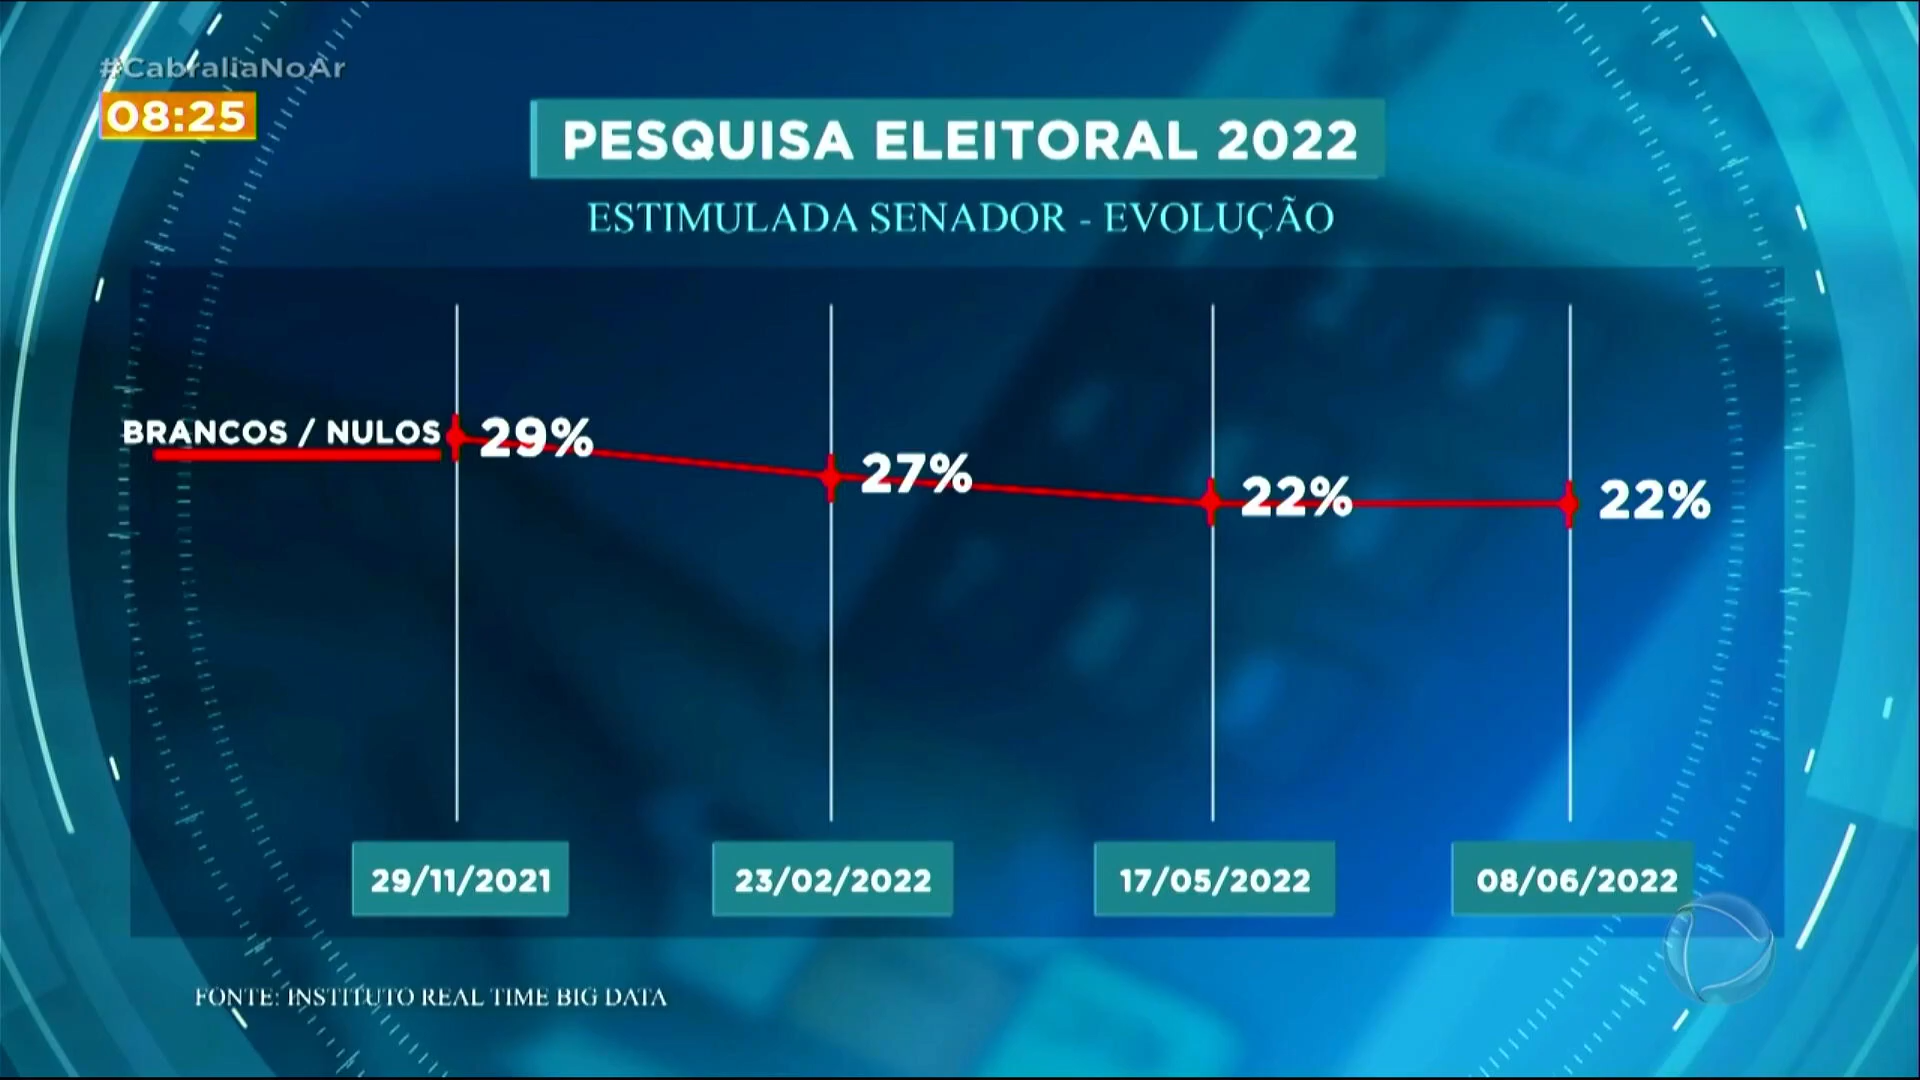 #CabraliaNoAr
08:25
PESQUISA ELEITORAL 2022
ESTIMULADA SENADOR - EVOLUÇÃO
BRANCOS / NULOS
29%
27%
22%
22%
29/11/2021
23/02/2022
17/05/2022
08/06/2022
FONTE: INSTITUTO REAL TIME BIG DATA